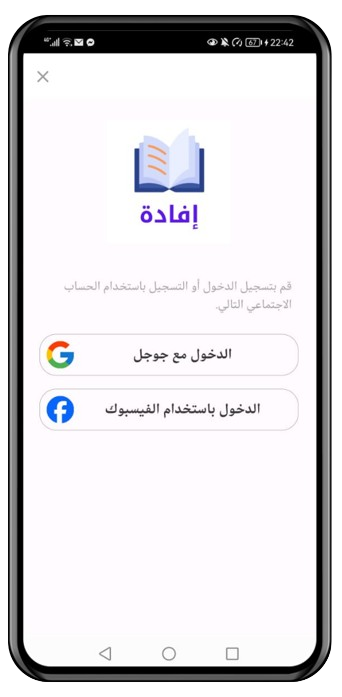 4G 67 22:42
إفادة
قم بتسجيل الدخول أو التسجيل باستخدام الحساب
الاجتماعي التالي.
الدخول مع جوجل
الدخول باستخدام الفيسبوك